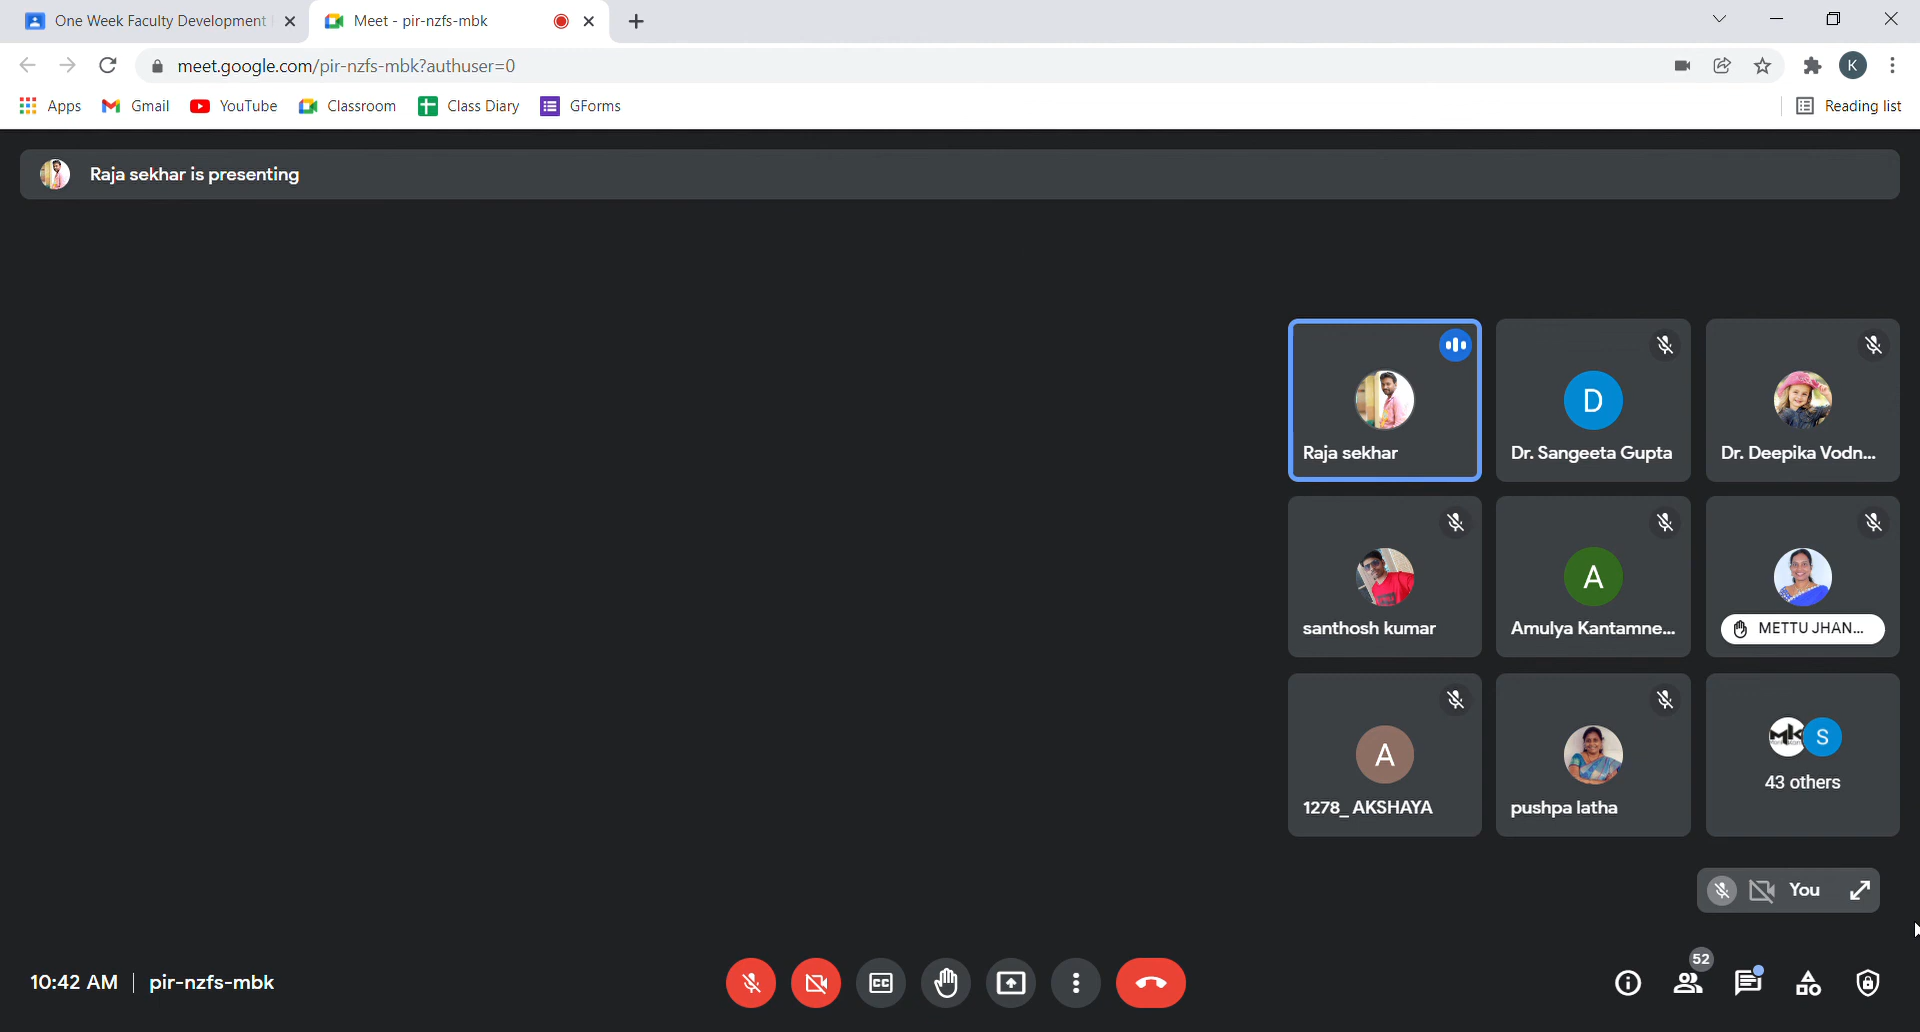 One Week Faculty Development
Meet - pir-nzfs-mbk
meet.google.com/pir-nzfs-mbk?authuser=0
K
Apps
Gmail
YouTube
Classroom
Class Diary
GForms
Reading list
Raja sekhar is presenting
Raja sekhar
D
Dr. Sangeeta Gupta
Dr. Deepika Vodn...
santhosh kumar
A
Amulya Kantamne...
METTU JHAN...
A
1278_ AKSHAYA
pushpa latha
MK
S
43 others
You
10:42 AM | pir-nzfs-mbk
CC
52